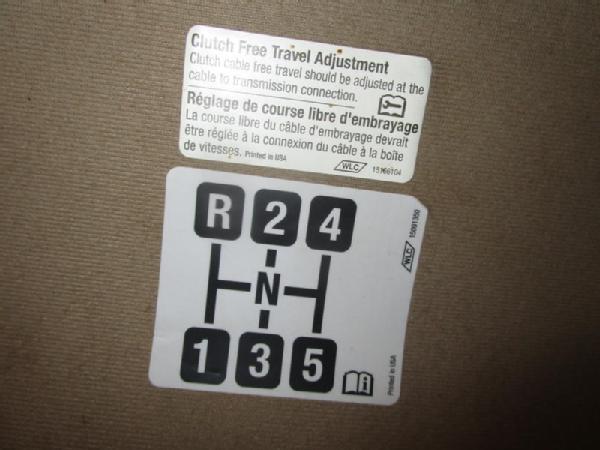 Clutch Free Travel Adjustment
Clutch cable free travel should be adjusted at the
cable to transmission connection.
Réglage de course libre d'embrayage
La course libre du câble d'embrayage devrait
être réglée à la connexion du câble à la boîte
de vitesses. Printed in USA
WLC 15166104
R 2 4
N
1 3 5
WLC 15091350
Printed in USA